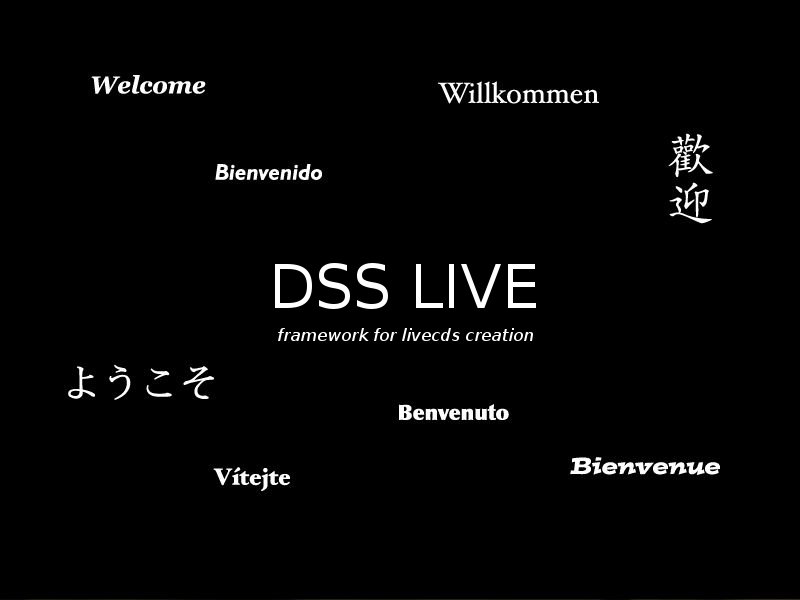 Welcome
Willkommen
歡迎
Bienvenido
DSS LIVE
framework for livecds creation
ようこそ
Benvenuto
Bienvenue
Vítejte